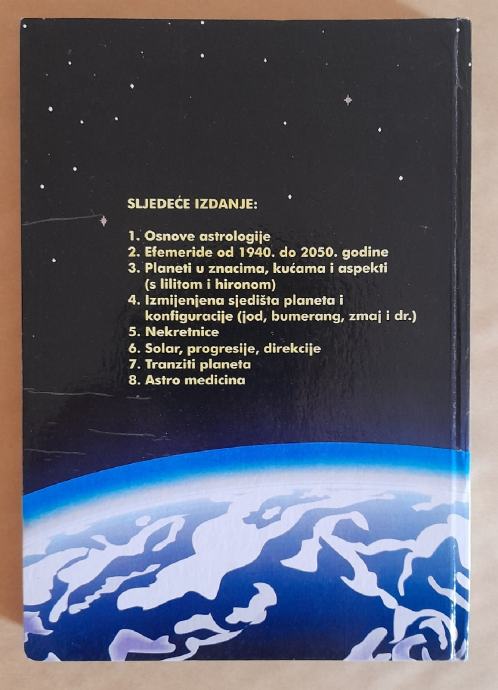 SLJEDEĆE IZDANJE:
1. Osnove astrologije
2. Efemeride od 1940. do 2050. godine
3. Planeti u znacima, kućama i aspekti
(s lilitom i hironom)
4. Izmijenjena sjedišta planeta i
konfiguracije (jod, bumerang, zmaj i dr.)
5. Nekretnice
6. Solar, progresije, direkcije
7. Tranziti planeta
8. Astro medicina